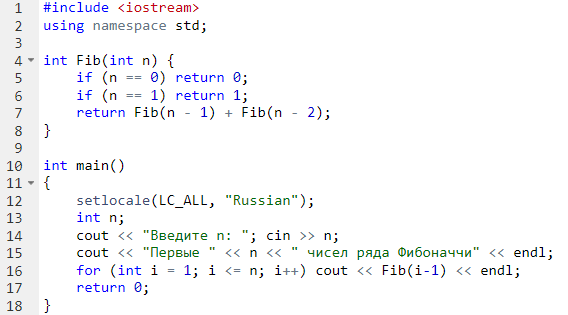 1 #include <iostream>
2 using namespace std;
3
4 int Fib(int n) {
5     if (n == 0) return 0;
6     if (n == 1) return 1;
7     return Fib(n - 1) + Fib(n - 2);
8 }
9
10 int main()
11 {
12     setlocale(LC_ALL, "Russian");
13     int n;
14     cout << "Введите n: "; cin >> n;
15     cout << "Первые " << n << " чисел ряда Фибоначчи" << endl;
16     for (int i = 1; i <= n; i++) cout << Fib(i-1) << endl;
17     return 0;
18 }